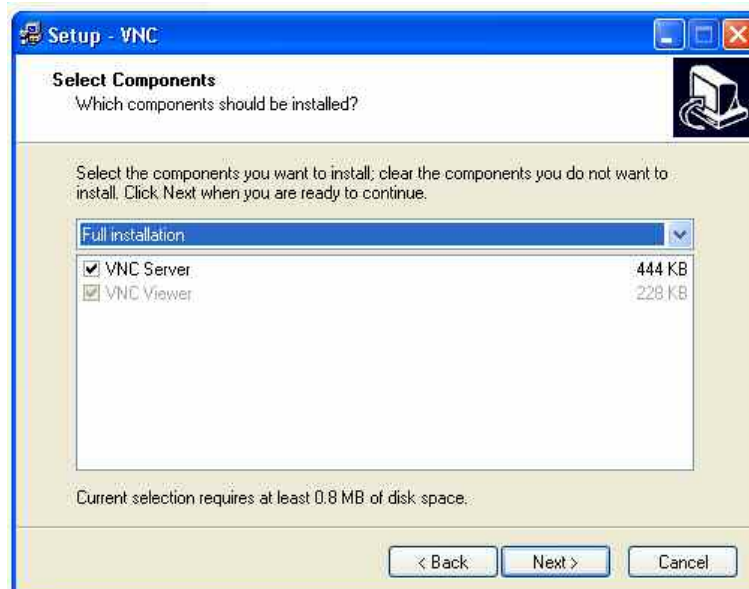 Setup - VNC
Select Components
Which components should be installed?
Select the components you want to install; clear the components you do not want to
install. Click Next when you are ready to continue.
Full installation
VNC Server 444 KB
VNC Viewer 228 KB
Current selection requires at least 0.8 MB of disk space.
< Back Next > Cancel